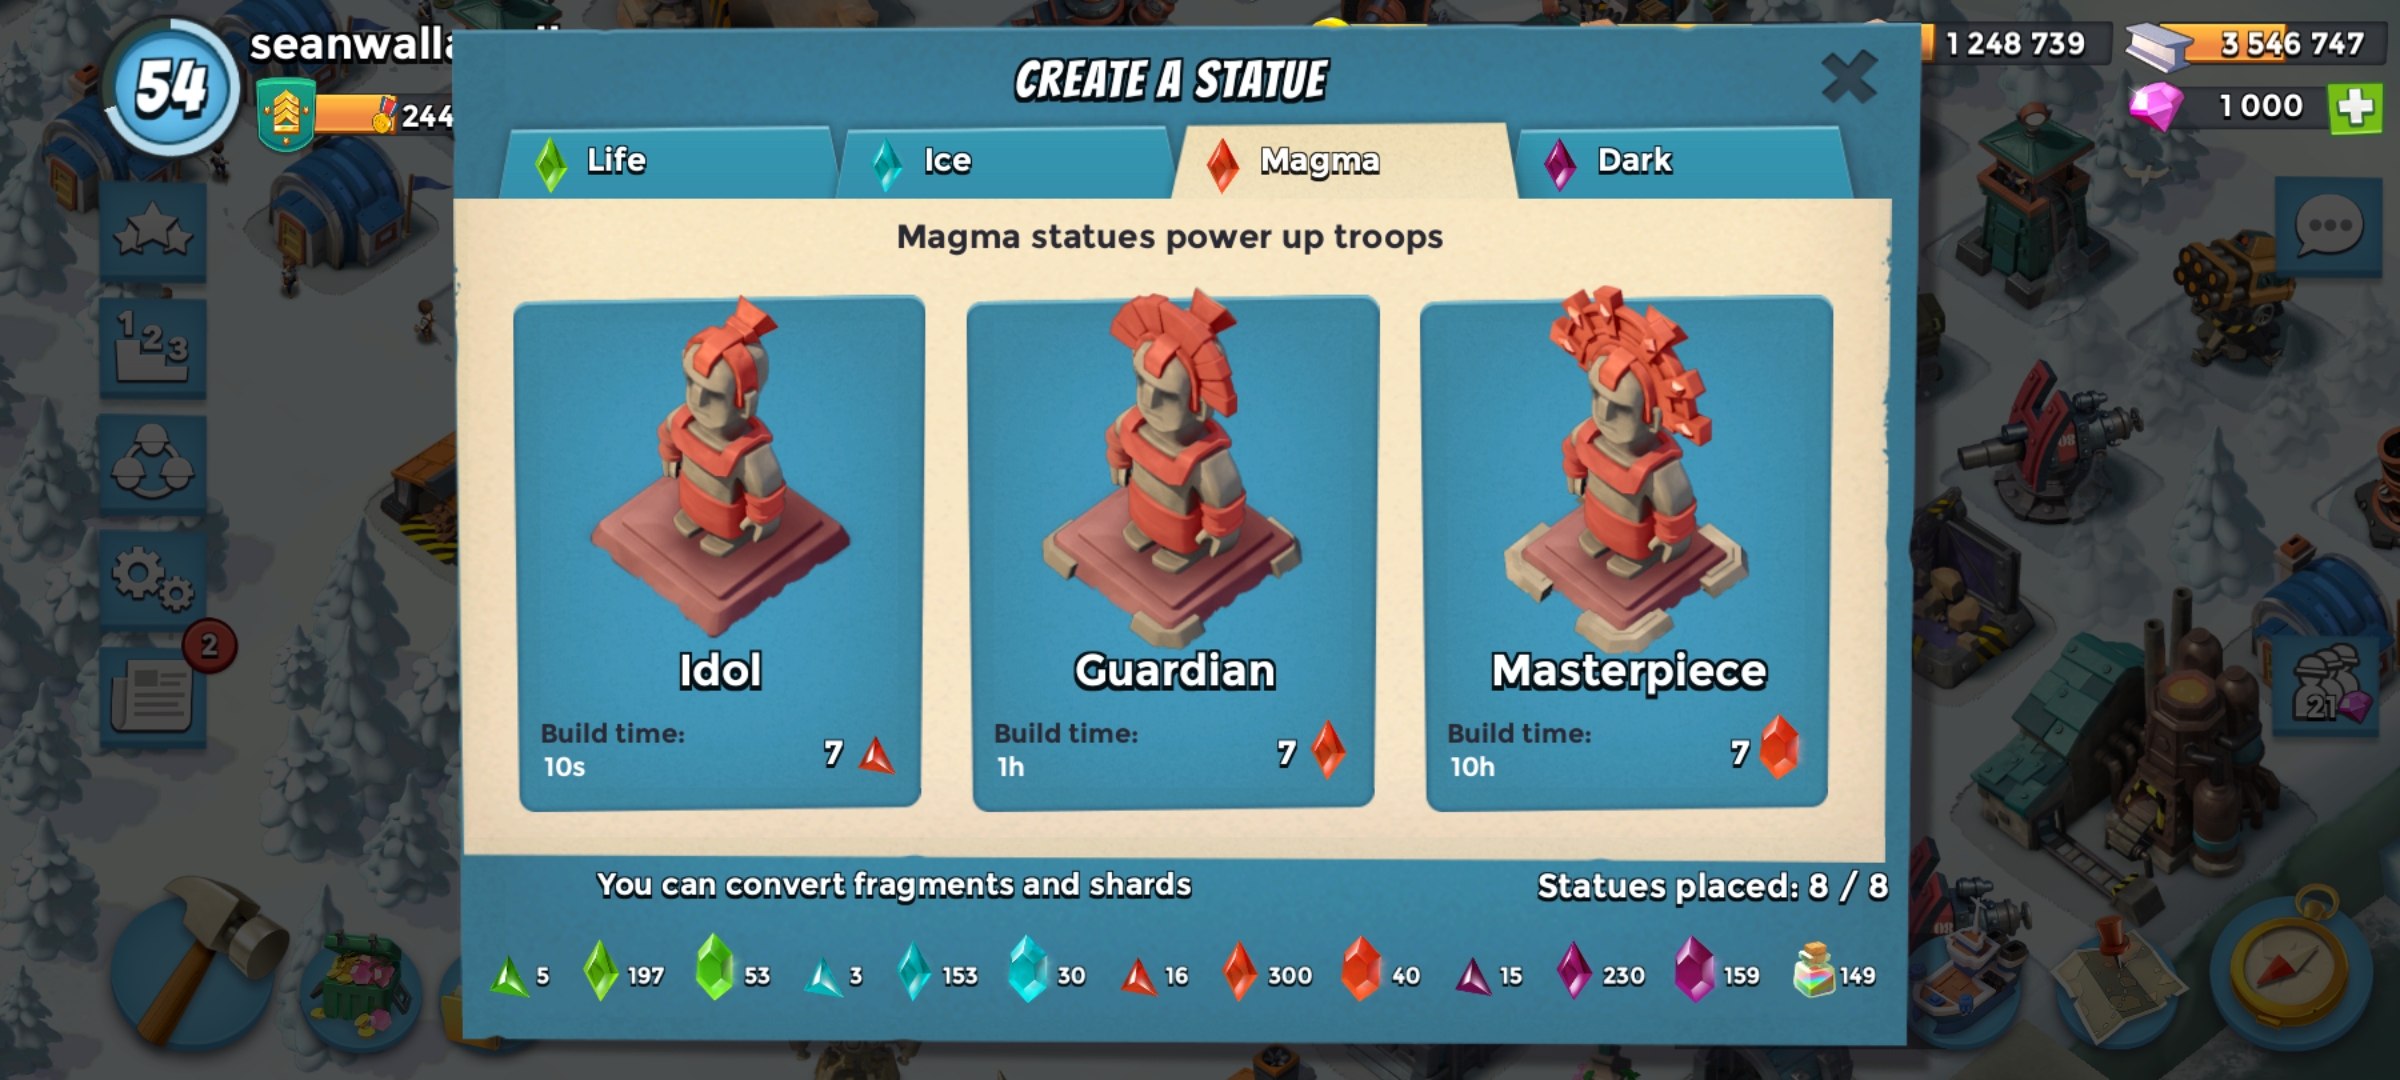 54
244
CREATE A STATUE
1 248 739
3 546 747
1 000
Life
Ice
Magma
Dark
Magma statues power up troops
1 2 3
2
Idol
Build time:
10s
7
Guardian
Build time:
1h
7
Masterpiece
Build time:
10h
7
21
You can convert fragments and shards
Statues placed: 8 / 8
5 197 53 3 153 30 16 300 40 15 230 159 149